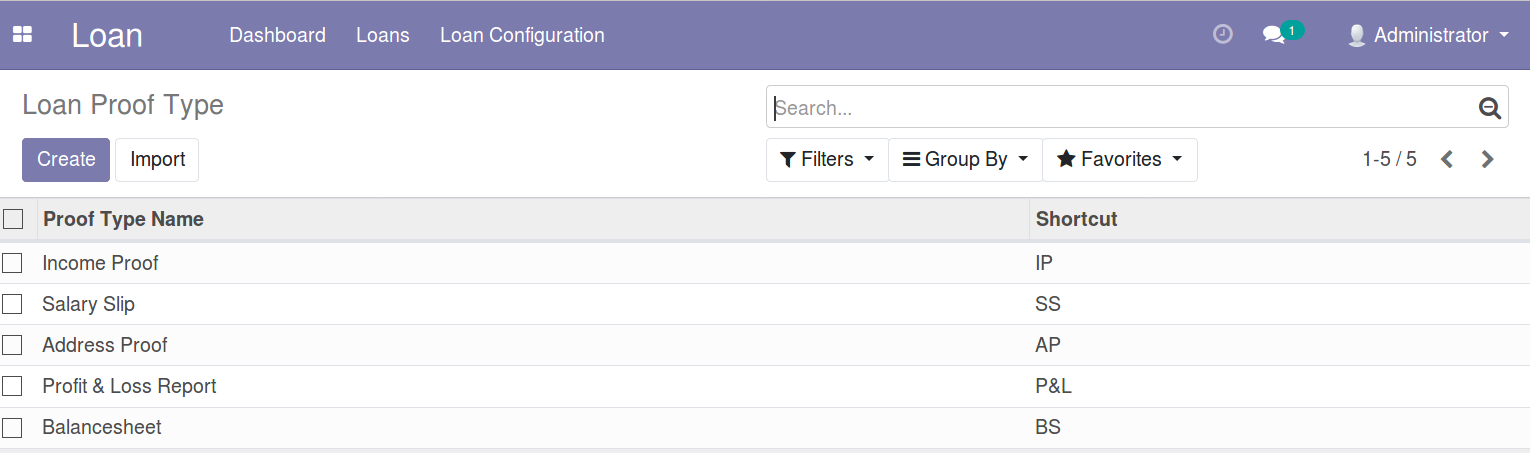 Loan Dashboard Loans Loan Configuration 1 Administrator
Loan Proof Type Search...
Create Import Filters Group By Favorites 1-5 / 5
Proof Type Name Shortcut
Income Proof IP
Salary Slip SS
Address Proof AP
Profit & Loss Report P&L
Balancesheet BS